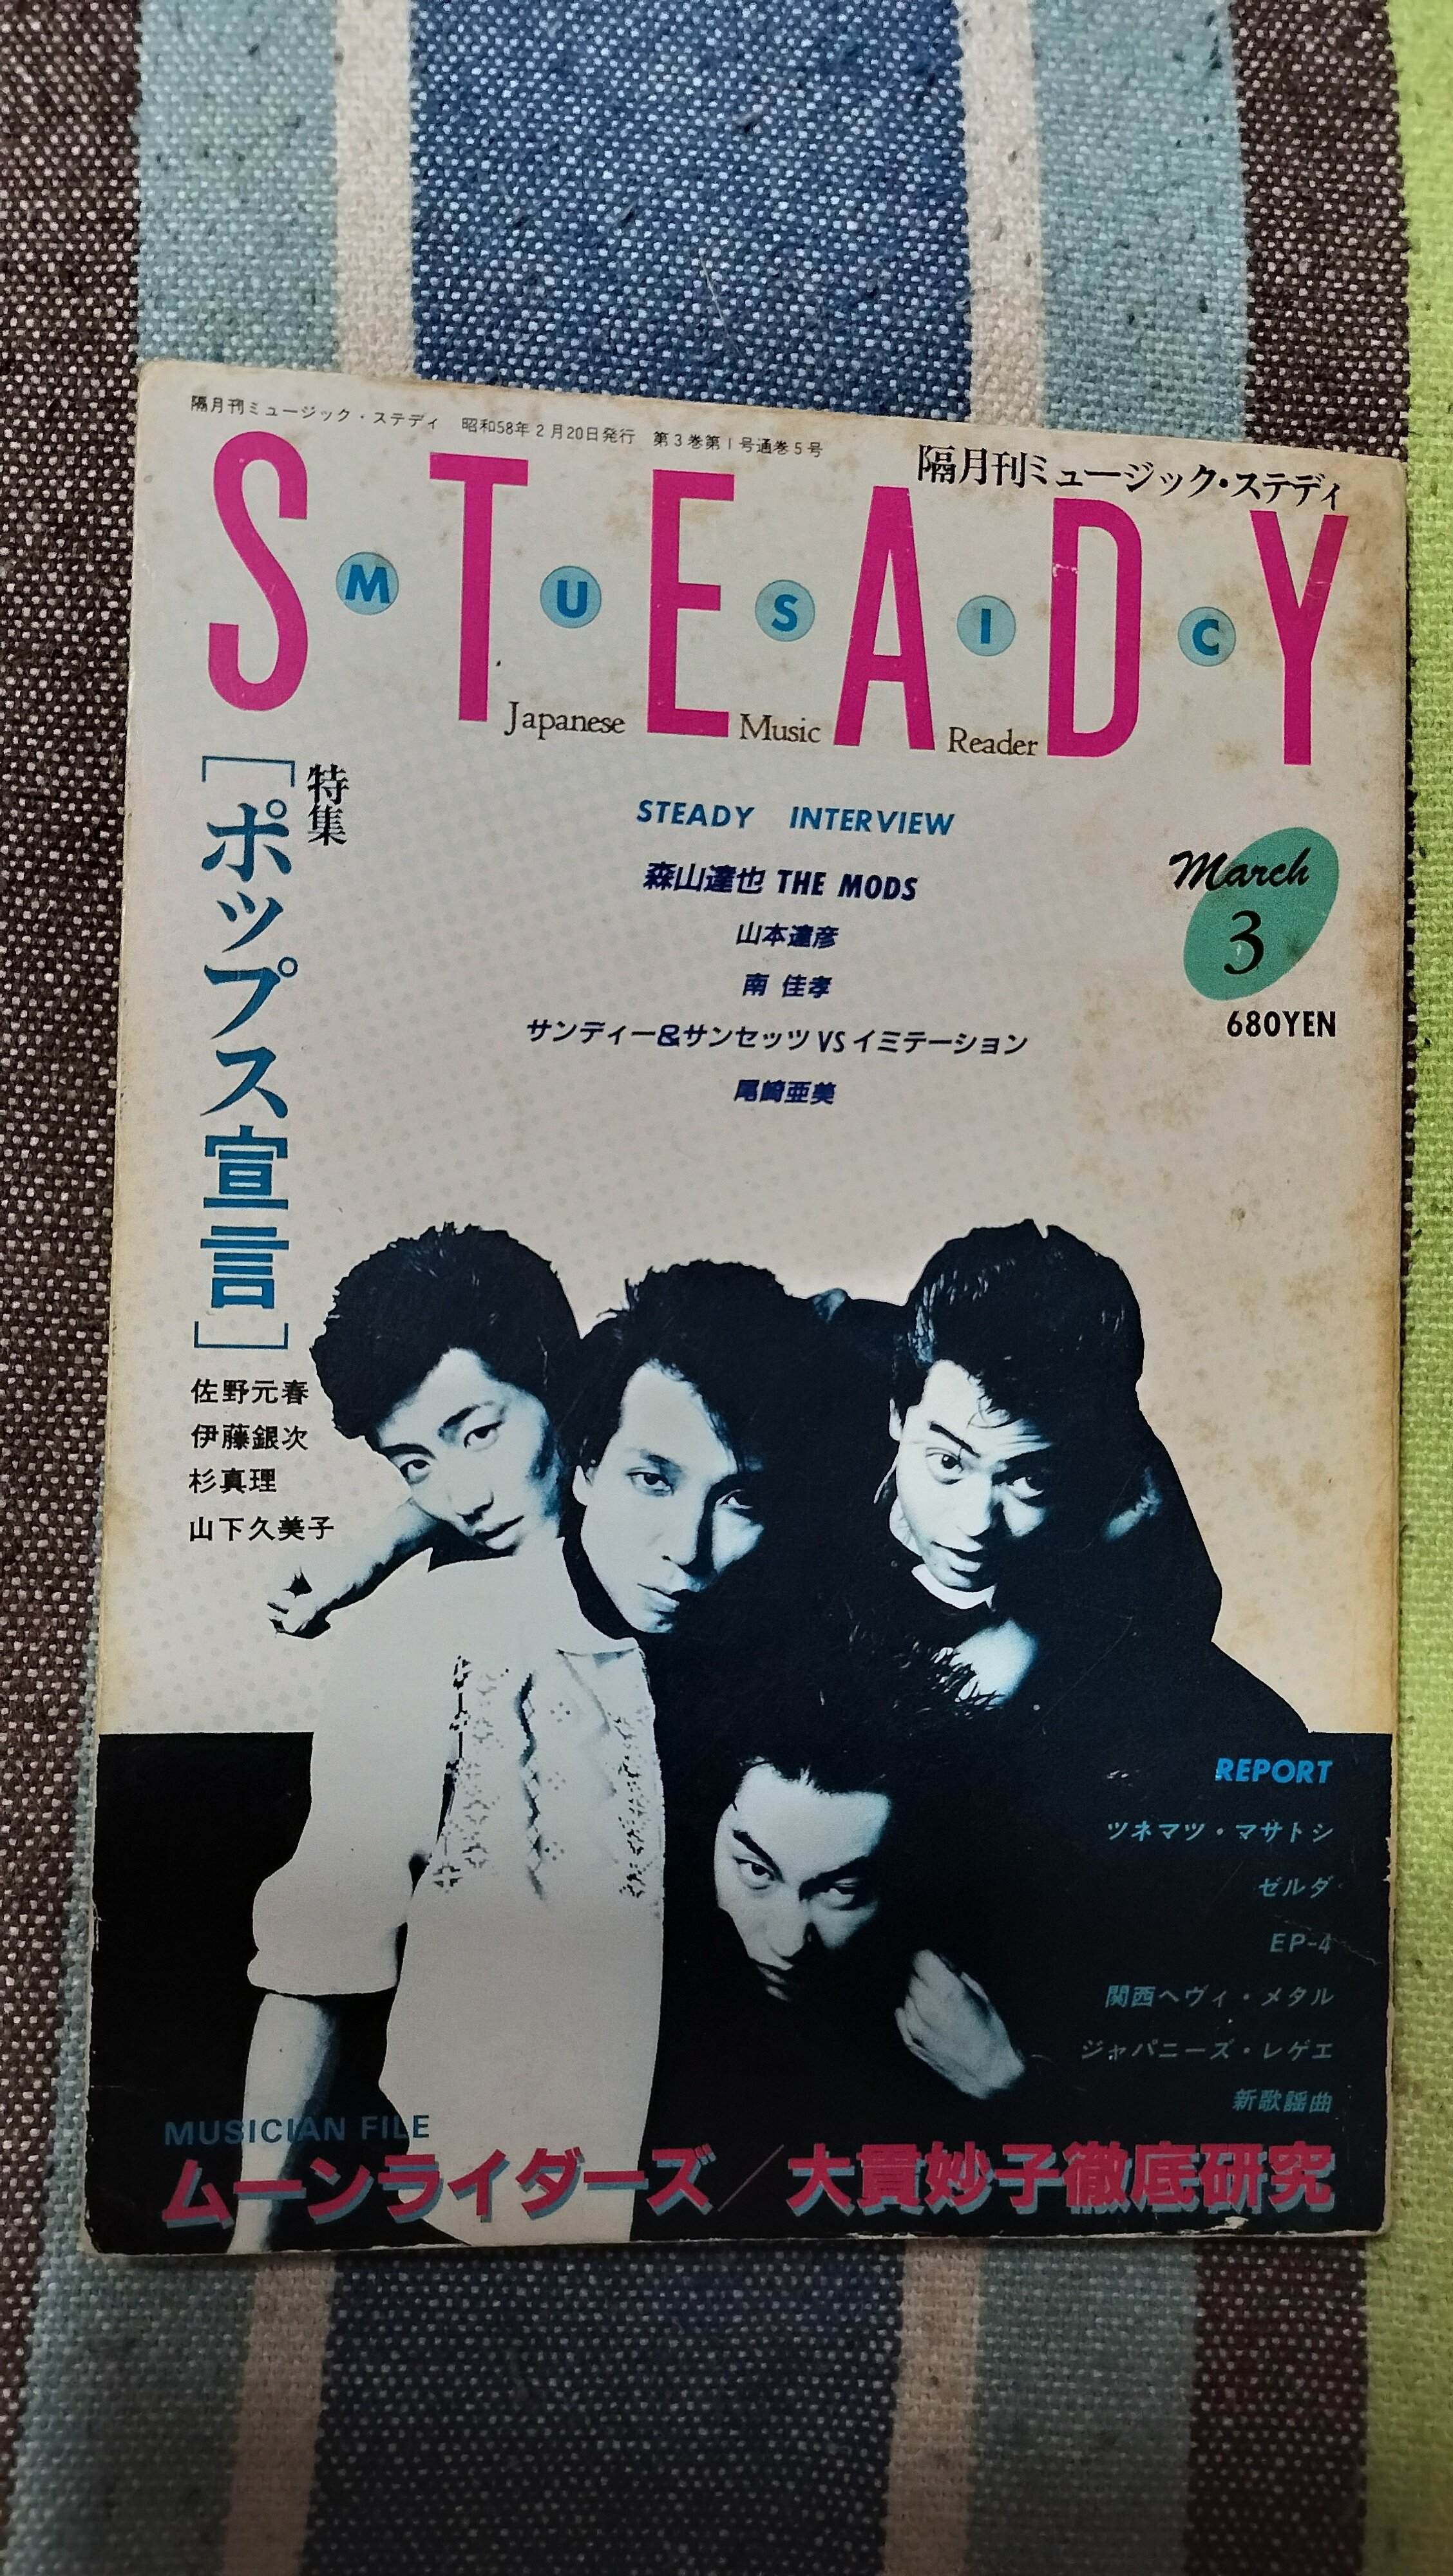 隔月刊ミュージック・ステディ　昭和58年2月20日発行　第3巻第1号通巻5号
隔月刊ミュージック・ステディ
STEADY
MUSIC
Japanese Music Reader
特集
[ポップス宣言]
佐野元春
伊藤銀次
杉真理
山下久美子
STEADY INTERVIEW
森山達也 THE MODS
山本達彦
南 佳孝
サンディー&サンセッツ VS イミテーション
尾崎亜美
March
3
680YEN
REPORT
ツネマツ・マサトシ
ゼルダ
EP-4
関西ヘヴィ・メタル
ジャパニーズ・レゲエ
新歌謡曲
MUSICIAN FILE
ムーンライダーズ／大貫妙子徹底研究